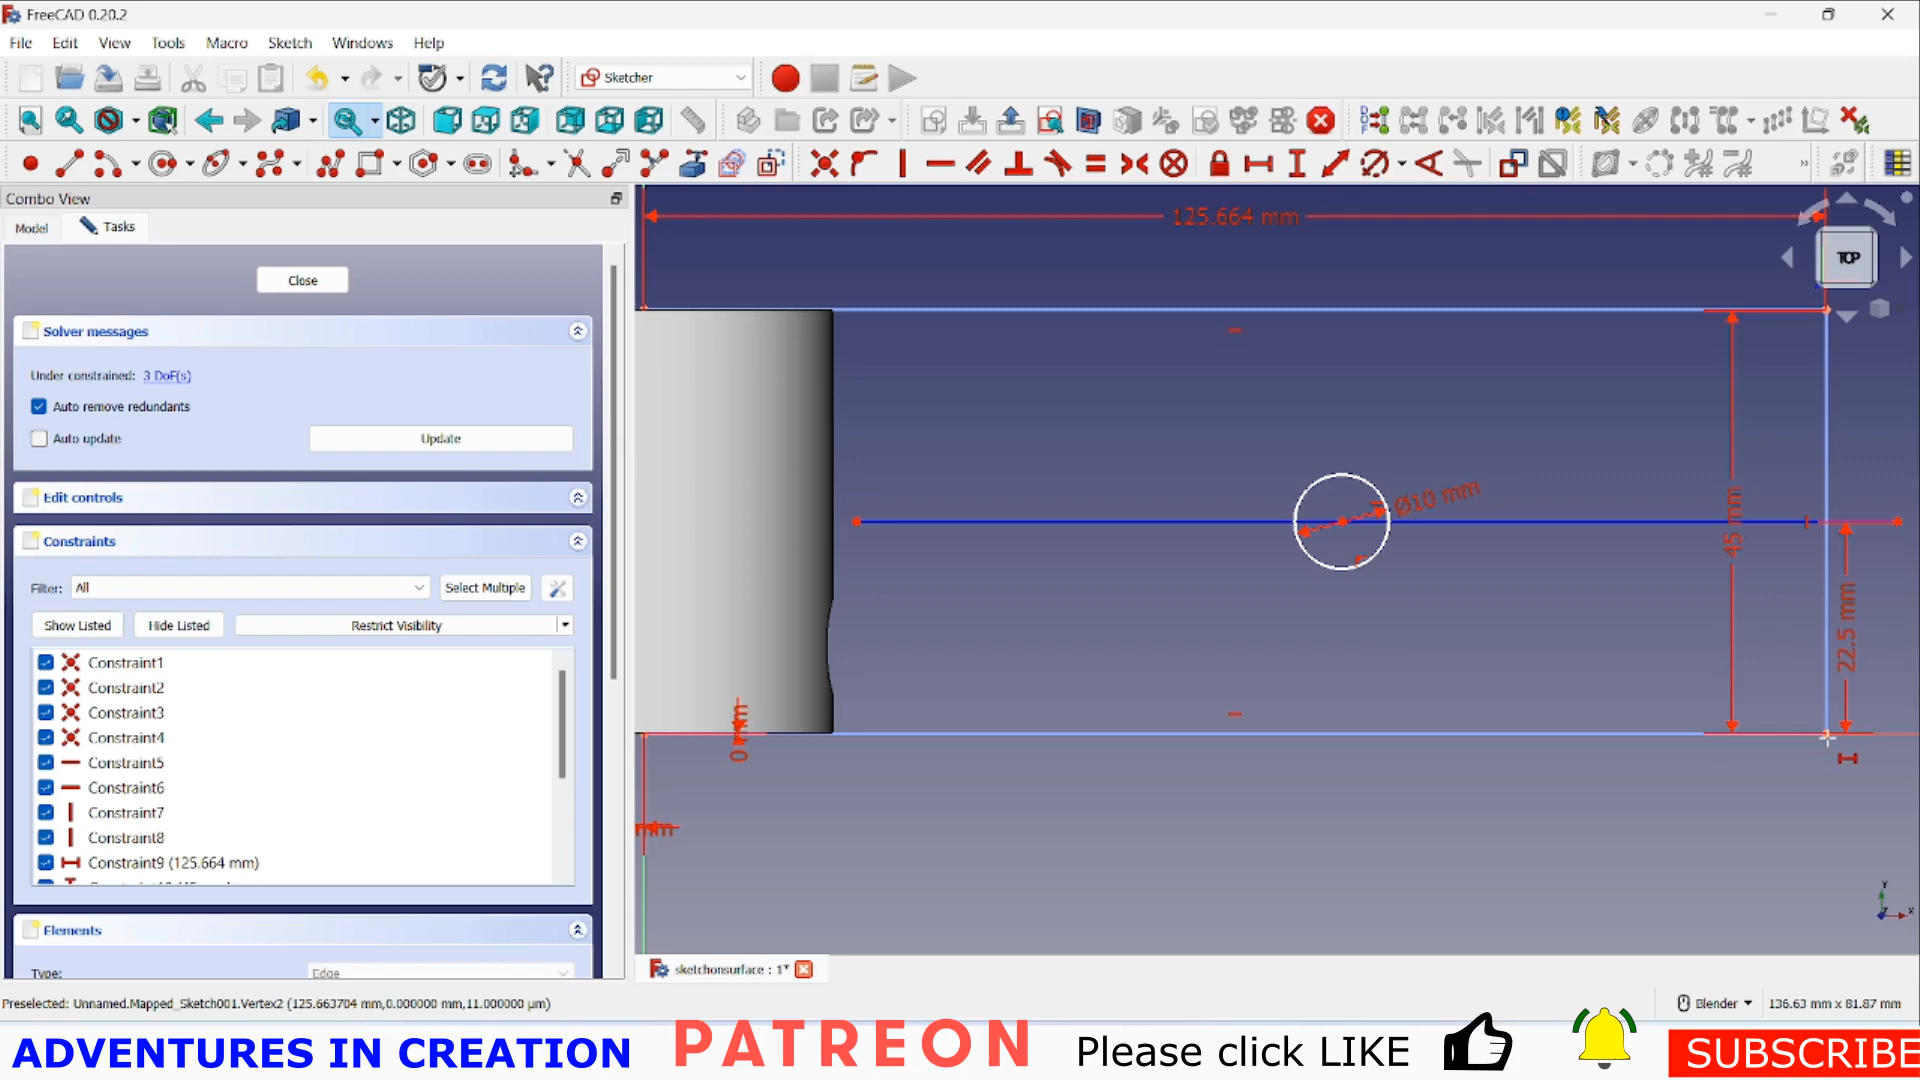 FreeCAD 0.20.2
File Edit View Tools Macro Sketch Windows Help
Sketcher
Combo View
Model Tasks
Close
Solver messages
Under constrained: 3 DoF(s)
Auto remove redundants
Auto update Update
Edit controls
Constraints
Filter: All Select Multiple
Show Listed Hide Listed Restrict Visibility
Constraint1
Constraint2
Constraint3
Constraint4
Constraint5
Constraint6
Constraint7
Constraint8
Constraint9 (125.664 mm)
Elements
Type: Edge
125.664 mm
TOP
Ø10 mm
45 mm
22.5 mm
0 mm
mm
Y
X
sketchonsurface : 1*
Preselected: Unnamed.Mapped_Sketch001.Vertex2 (125.663704 mm,0.000000 mm,11.000000 µm)
Blender 136.63 mm x 81.87 mm
ADVENTURES IN CREATION PATREON Please click LIKE SUBSCRIBE